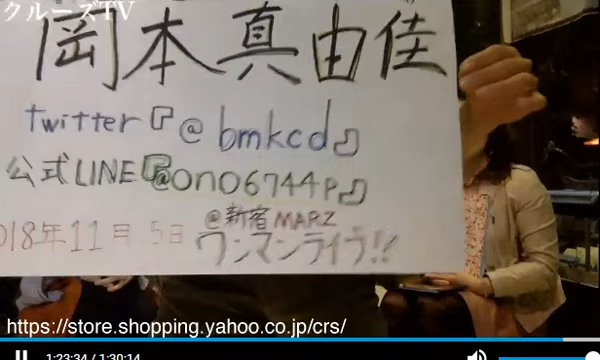 クルーズTV
岡本真由佳
twitter『@bmkcd』
公式LINE『@ono6744p』
018年11月5日 @新宿MARZ
ワンマンライブ!!
https://store.shopping.yahoo.co.jp/crs/
1:23:34 / 1:30:14